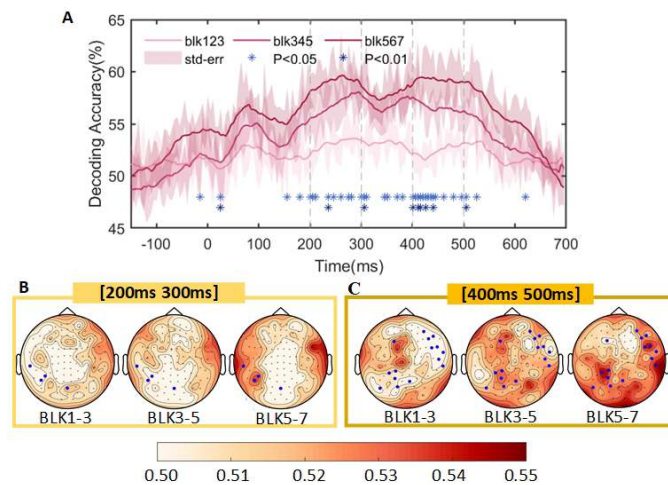 A
blk123 blk345 blk567
std-err P<0.05 P<0.01
Decoding Accuracy(%)
65
60
55
50
45
-100 0 100 200 300 400 500 600 700
Time(ms)
B [200ms 300ms]
BLK1-3 BLK3-5 BLK5-7
C [400ms 500ms]
BLK1-3 BLK3-5 BLK5-7
0.50 0.51 0.52 0.53 0.54 0.55